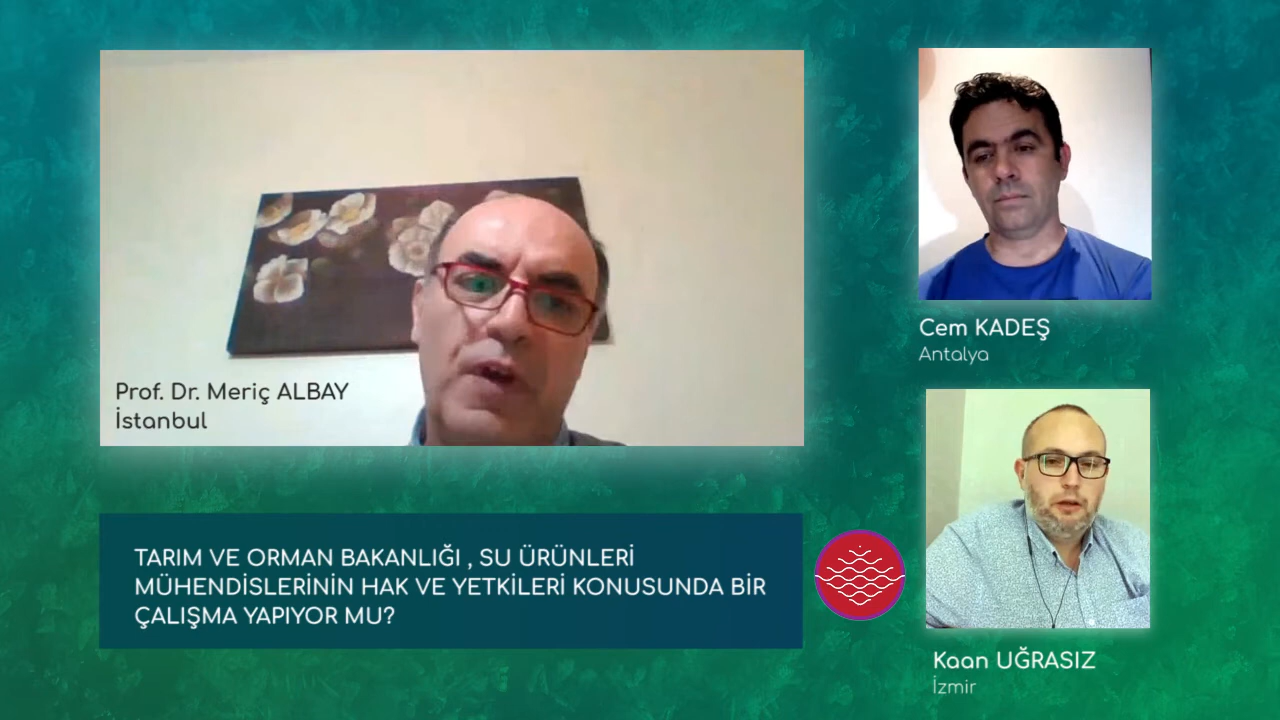 Prof. Dr. Meriç ALBAY
İstanbul
Cem KADEŞ
Antalya
TARIM VE ORMAN BAKANLIĞI , SU ÜRÜNLERİ
MÜHENDİSLERİNİN HAK VE YETKİLERİ KONUSUNDA BİR
ÇALIŞMA YAPIYOR MU?
Kaan UĞRASIZ
İzmir